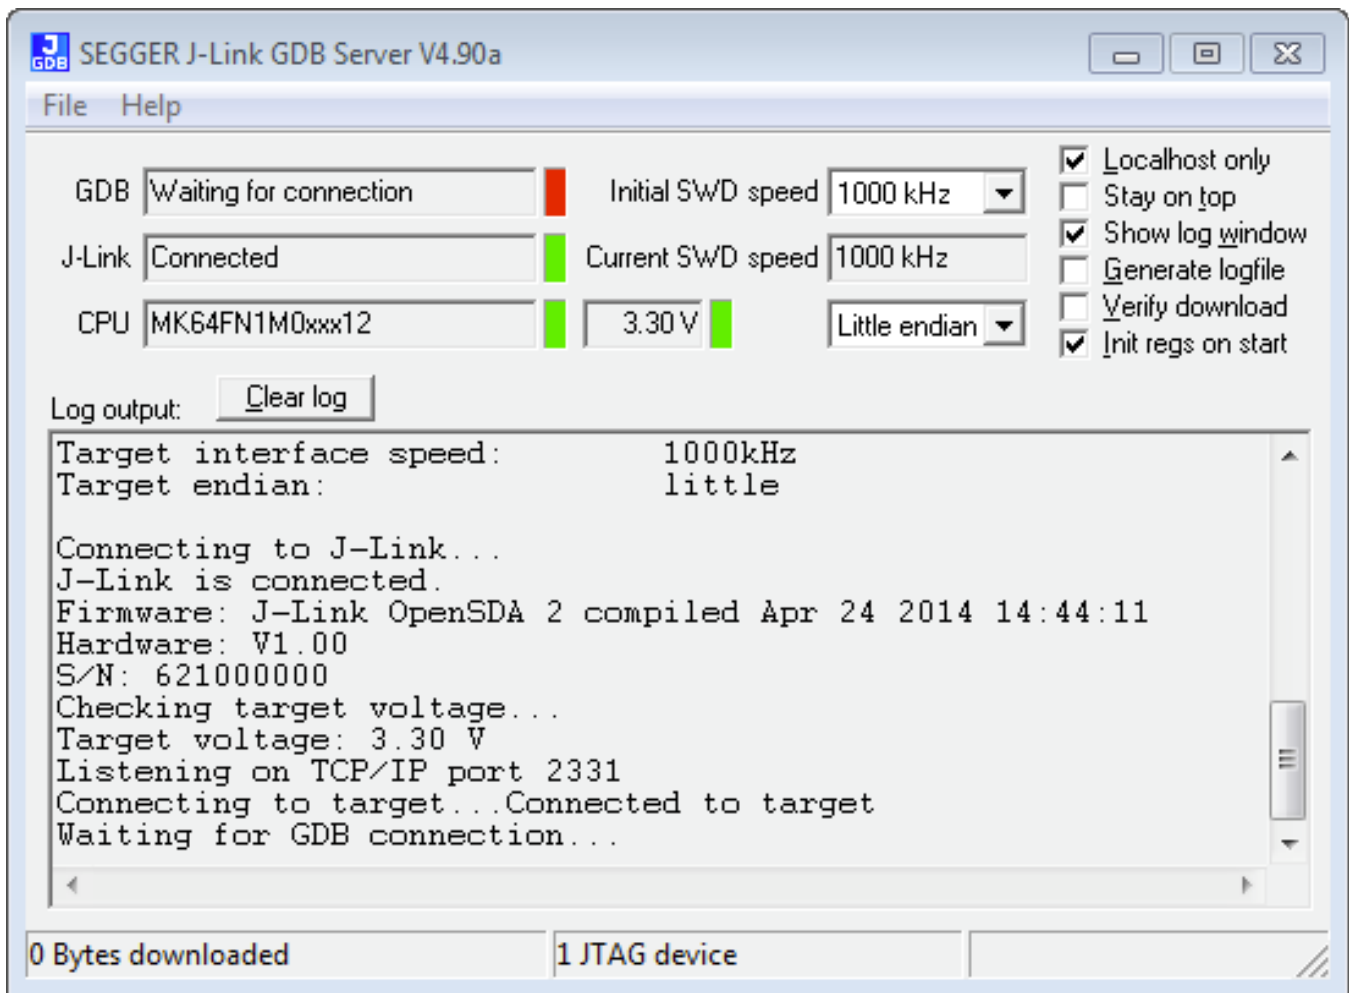 J
GDB
SEGGER J-Link GDB Server V4.90a
File Help
GDB Waiting for connection Initial SWD speed 1000 kHz
J-Link Connected Current SWD speed 1000 kHz
CPU MK64FN1M0xxx12 3.30 V Little endian
Localhost only
Stay on top
Show log window
Generate logfile
Verify download
Init regs on start
Log output: Clear log
Target interface speed: 1000kHz
Target endian: little
Connecting to J-Link...
J-Link is connected.
Firmware: J-Link OpenSDA 2 compiled Apr 24 2014 14:44:11
Hardware: V1.00
S/N: 621000000
Checking target voltage...
Target voltage: 3.30 V
Listening on TCP/IP port 2331
Connecting to target...Connected to target
Waiting for GDB connection...
0 Bytes downloaded 1 JTAG device